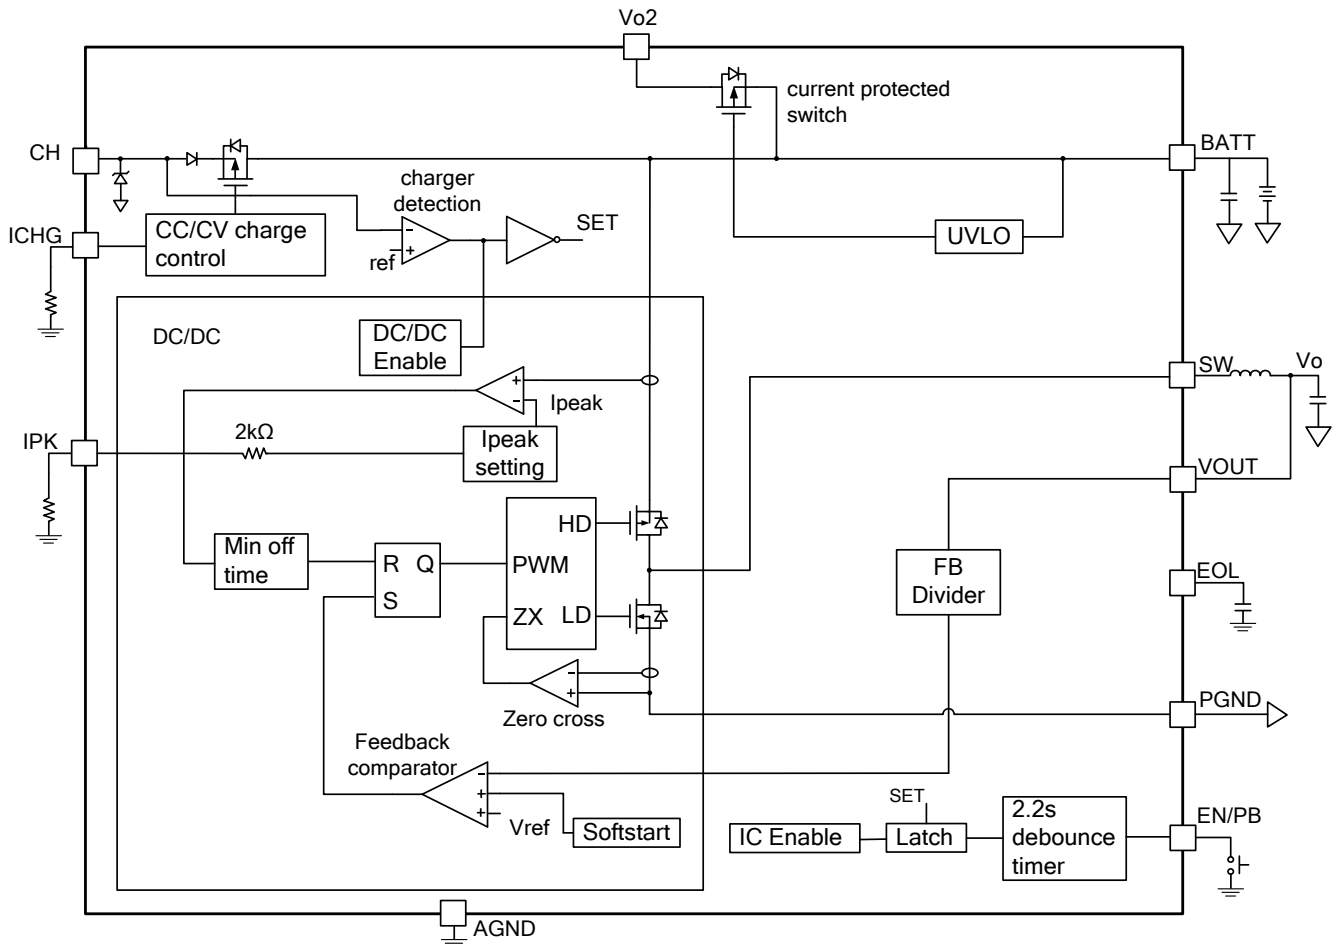 Vo2
current protected
switch
CH
BATT
charger
detection
SET
ICHG
CC/CV charge
control
-
+
ref
UVLO
DC/DC
DC/DC
Enable
SW
Vo
+
-
Ipeak
IPK
2kΩ
Ipeak
setting
VOUT
HD
Min off
time
R Q
S
PWM
ZX LD
FB
Divider
EOL
-
+
Zero cross
PGND
Feedback
comparator
-
+
+
Vref
Softstart
SET
IC Enable
Latch
2.2s
debounce
timer
EN/PB
AGND